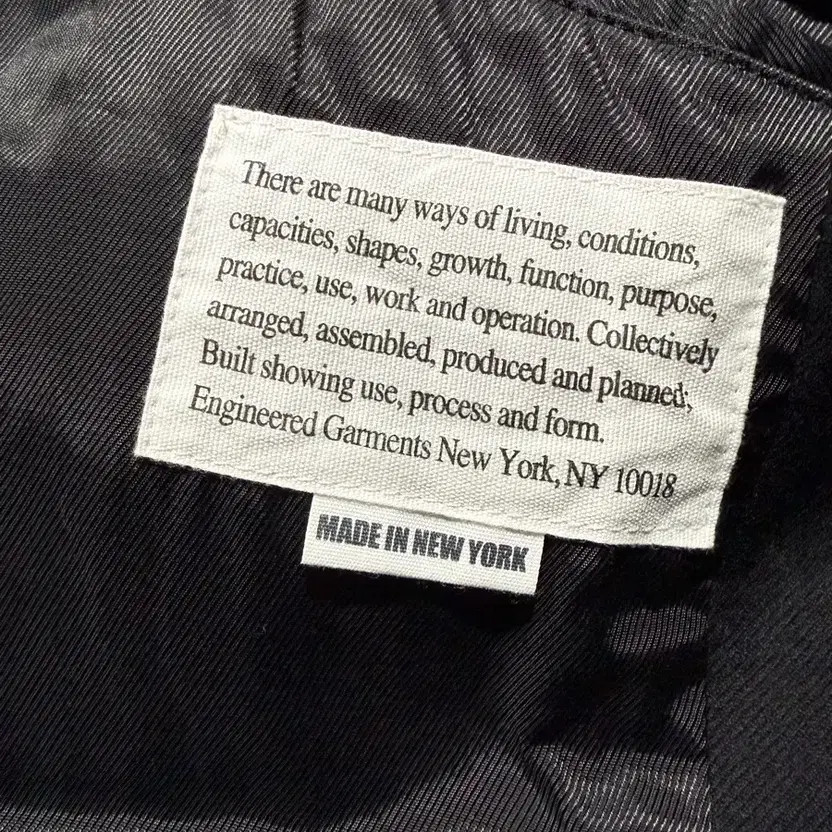 There are many ways of living, conditions,
capacities, shapes, growth, function, purpose,
practice, use, work and operation. Collectively
arranged, assembled, produced and planned;
Built showing use, process and form.
Engineered Garments New York, NY 10018
MADE IN NEW YORK